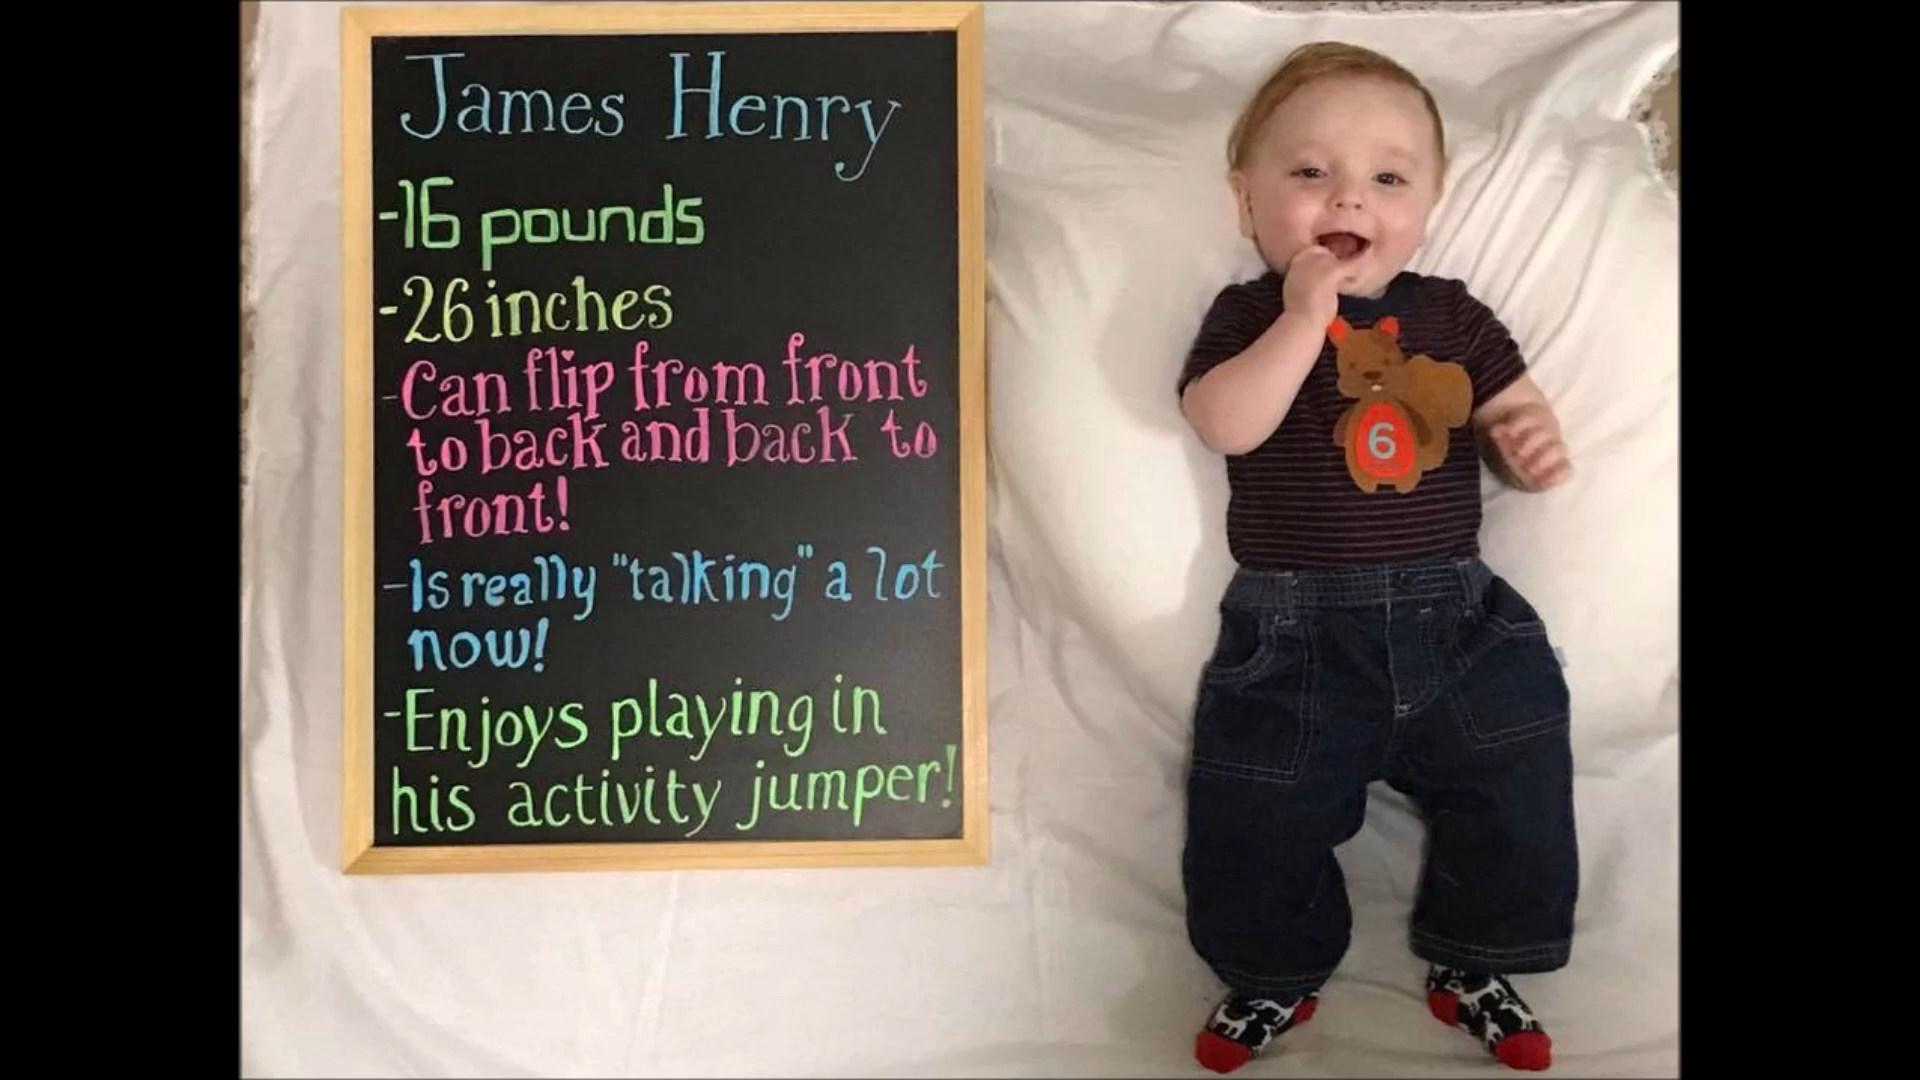 James Henry
-16 pounds
-26 inches
-Can flip from front
to back and back to
front!
-Is really "talking" a lot
now!
-Enjoys playing in
his activity jumper!
6